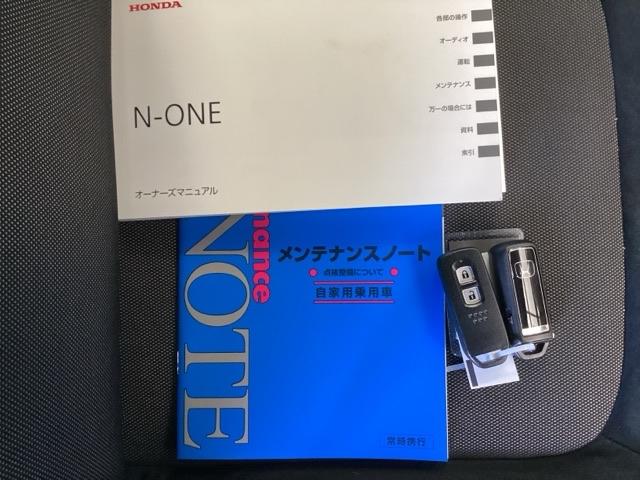 HONDA
各部の操作
オーディオ
運転
メンテナンス
万一の場合には
資料
索引
N-ONE
オーナーズマニュアル
nance
NOTE
メンテナンスノート
点検整備について
自家用乗用車
常時携行